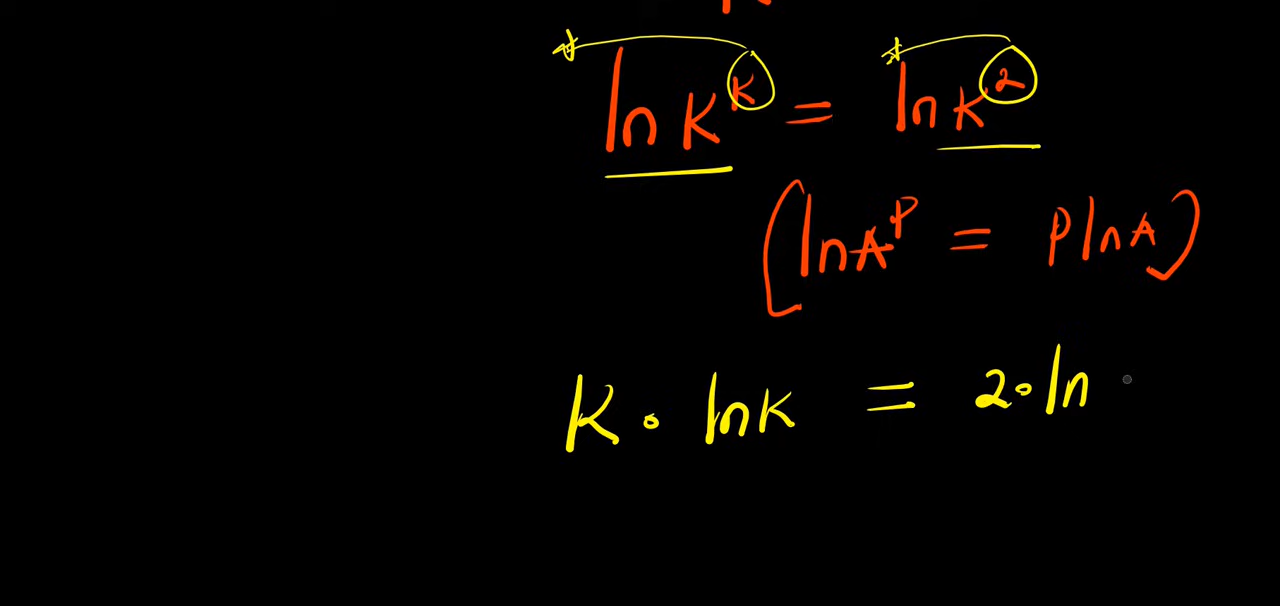 ln K^K = ln K^2
(ln A^P = P ln A)
K · ln K = 2 · ln